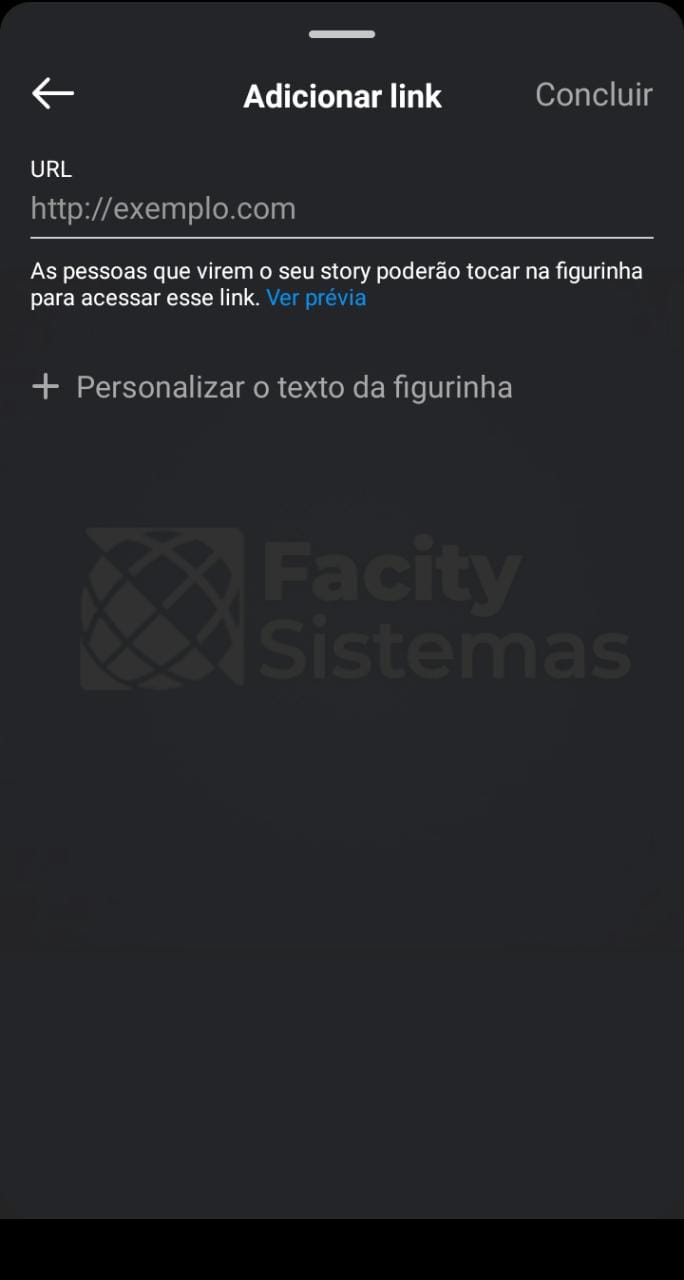 Adicionar link
Concluir
URL
http://exemplo.com
As pessoas que virem o seu story poderão tocar na figurinha
para acessar esse link. Ver prévia
+ Personalizar o texto da figurinha
Facity
Sistemas